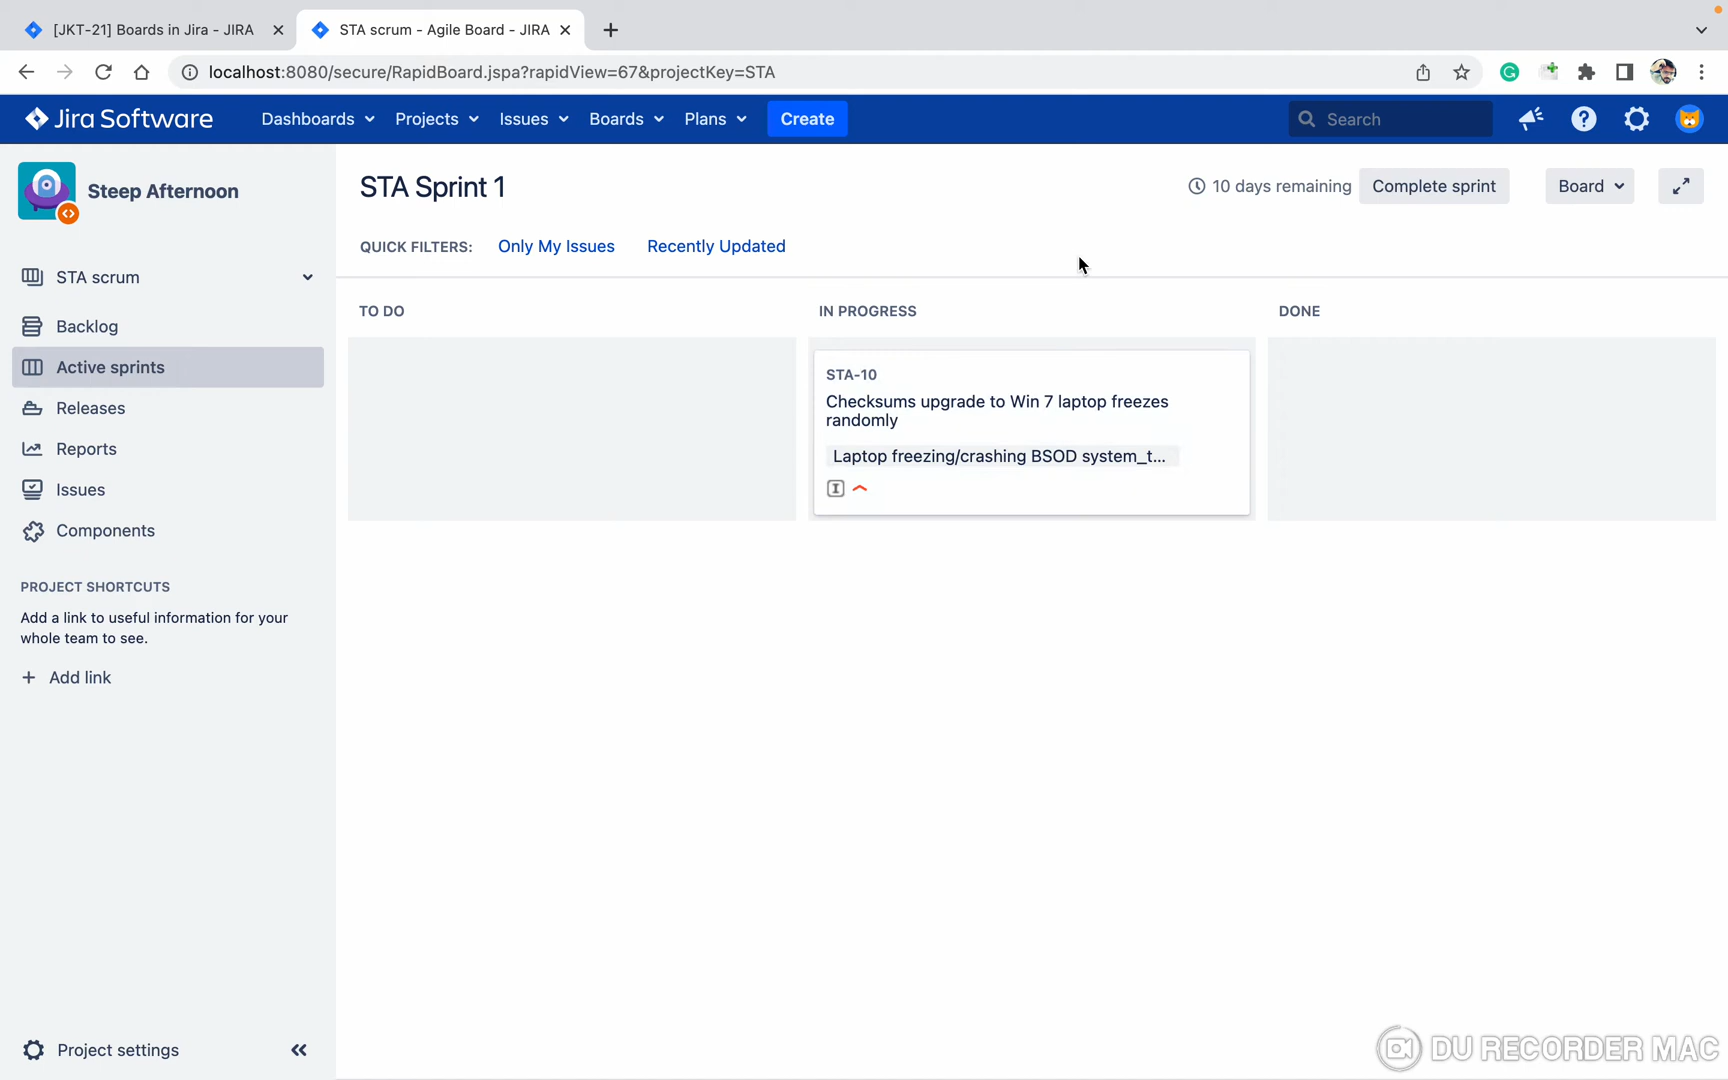 [JKT-21] Boards in Jira - JIRA
STA scrum - Agile Board - JIRA
localhost:8080/secure/RapidBoard.jspa?rapidView=67&projectKey=STA
Jira Software
Dashboards
Projects
Issues
Boards
Plans
Create
Search
Steep Afternoon
STA Sprint 1
10 days remaining
Complete sprint
Board
QUICK FILTERS:
Only My Issues
Recently Updated
STA scrum
Backlog
Active sprints
Releases
Reports
Issues
Components
PROJECT SHORTCUTS
Add a link to useful information for your
whole team to see.
+ Add link
TO DO
IN PROGRESS
DONE
STA-10
Checksums upgrade to Win 7 laptop freezes
randomly
Laptop freezing/crashing BSOD system_t...
Project settings
DU RECORDER MAC